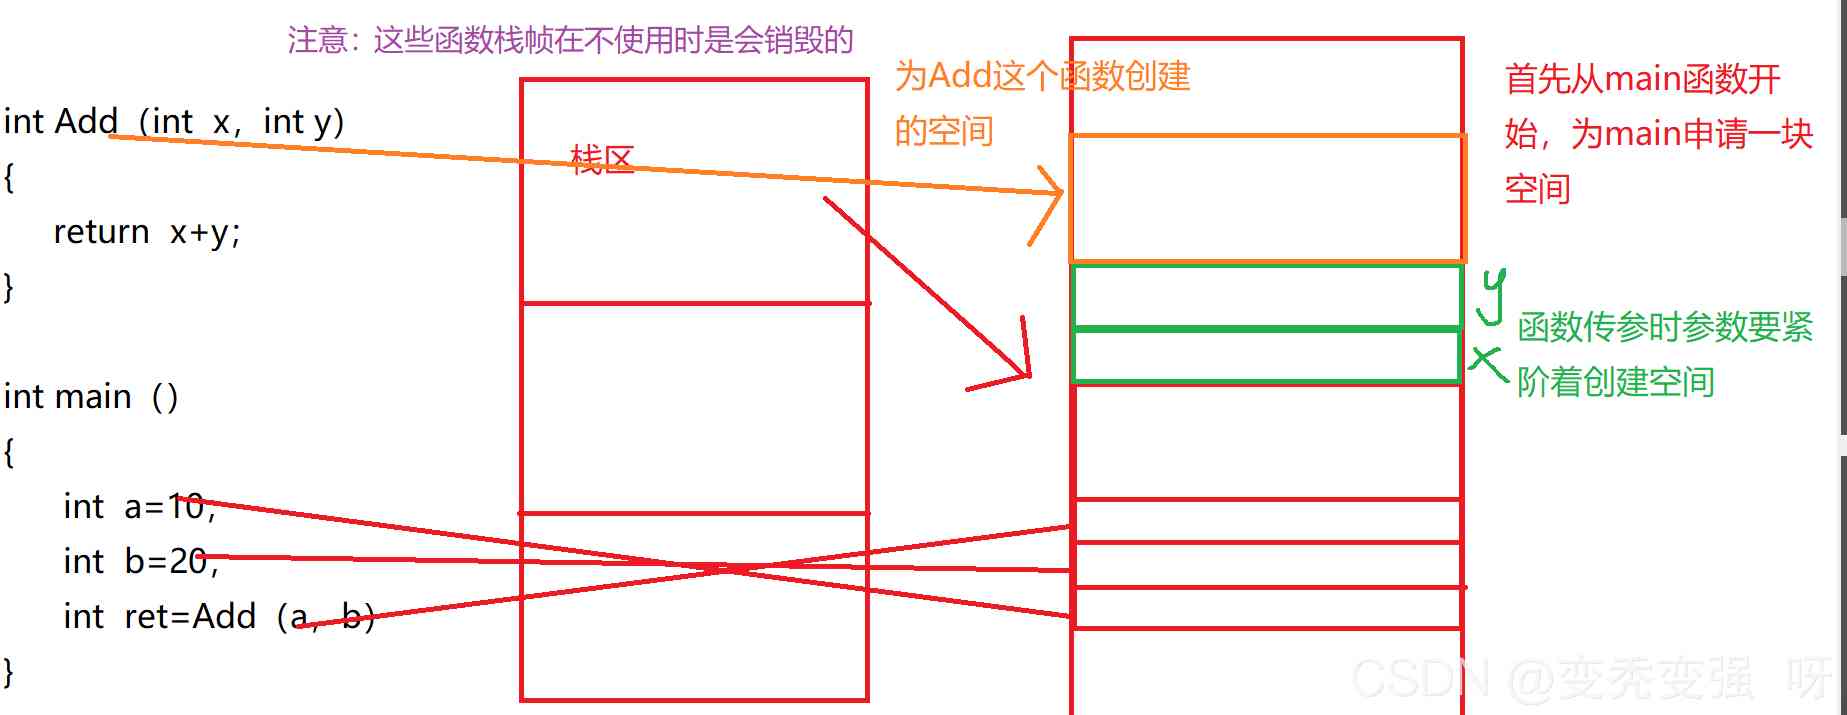 注意：这些函数栈帧在不使用时是会销毁的
int Add（int  x，int y）
{
return  x+y;
}
int main（）
{
int  a=10，
int  b=20，
int  ret=Add（a，b）
}
栈区
为Add这个函数创建
的空间
首先从main函数开
始，为main申请一块
空间
y
x
函数传参时参数要紧
阶着创建空间
CSDN @变秃变强  呀